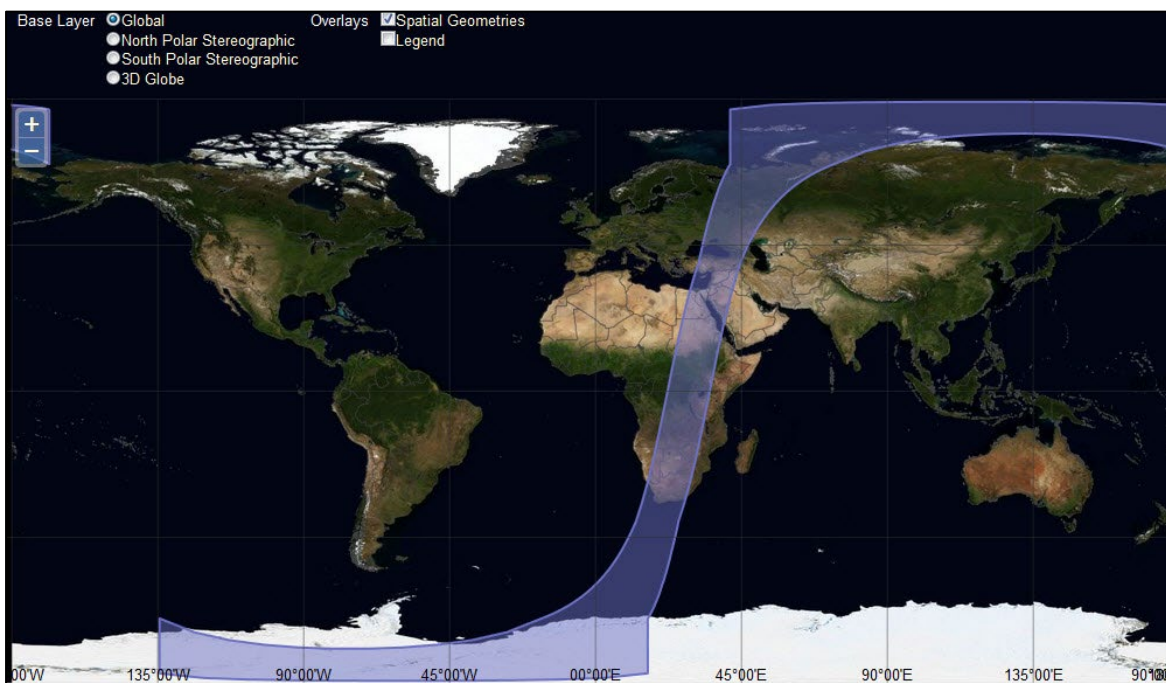 Base Layer Global Overlays Spatial Geometries
North Polar Stereographic Legend
South Polar Stereographic
3D Globe
+
−
00'W 135°00'W 90°00'W 45°00'W 00°00'E 45°00'E 90°00'E 135°00'E